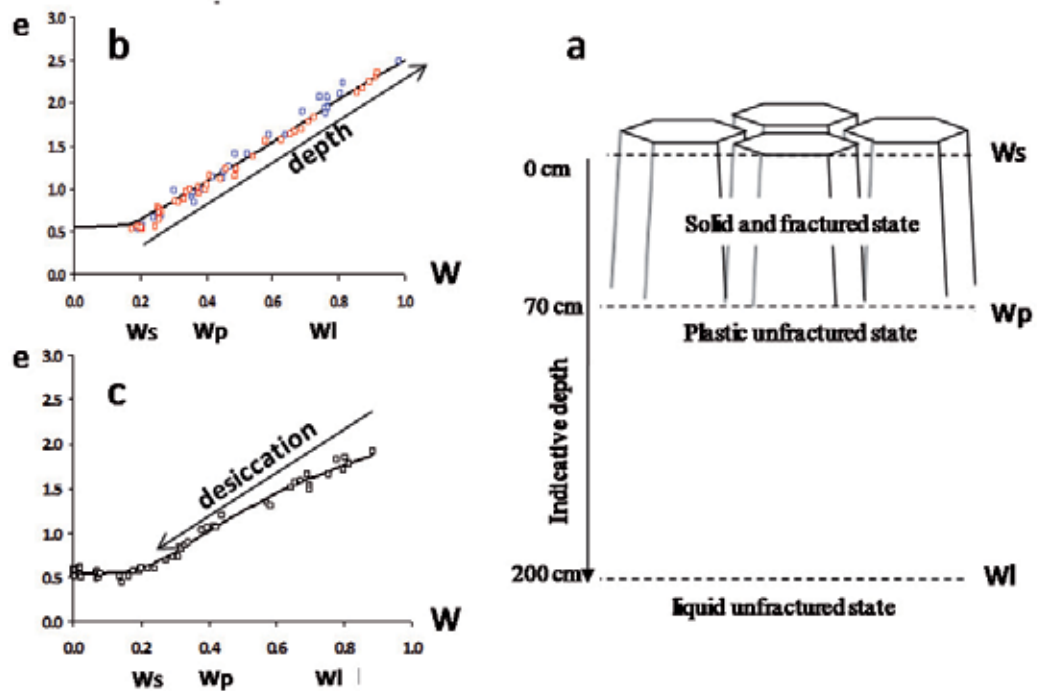 e
b
3.0
2.5
2.0
1.5
1.0
0.5
0.0
depth
W
0.0 0.2 0.4 0.6 0.8 1.0
Ws Wp Wl
e
c
3.0
2.5
2.0
1.5
1.0
0.5
0.0
desiccation
W
0.0 0.2 0.4 0.6 0.8 1.0
Ws Wp Wl
a
0 cm
Ws
Solid and fractured state
70 cm
Wp
Plastic unfractured state
Indicative depth
200 cm
Wl
liquid unfractured state